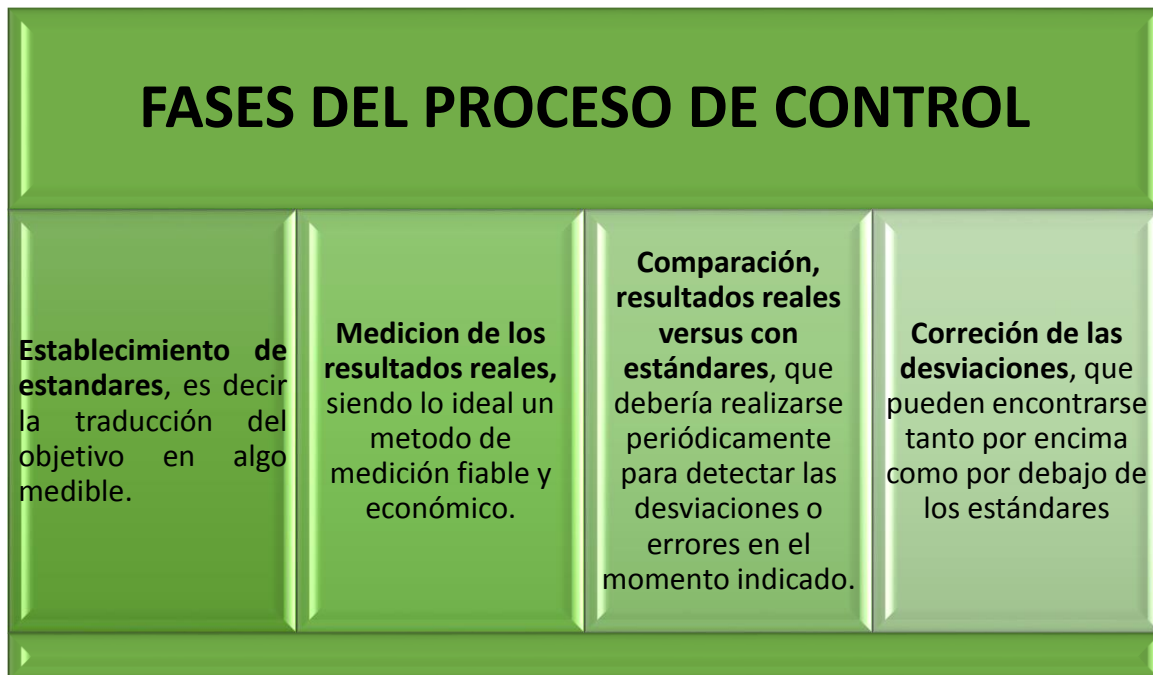 FASES DEL PROCESO DE CONTROL
Establecimiento de
estandares, es decir
la traducción del
objetivo en algo
medible.
Medicion de los
resultados reales,
siendo lo ideal un
metodo de
medición fiable y
económico.
Comparación,
resultados reales
versus con
estándares, que
debería realizarse
periódicamente
para detectar las
desviaciones o
errores en el
momento indicado.
Correción de las
desviaciones, que
pueden encontrarse
tanto por encima
como por debajo de
los estándares